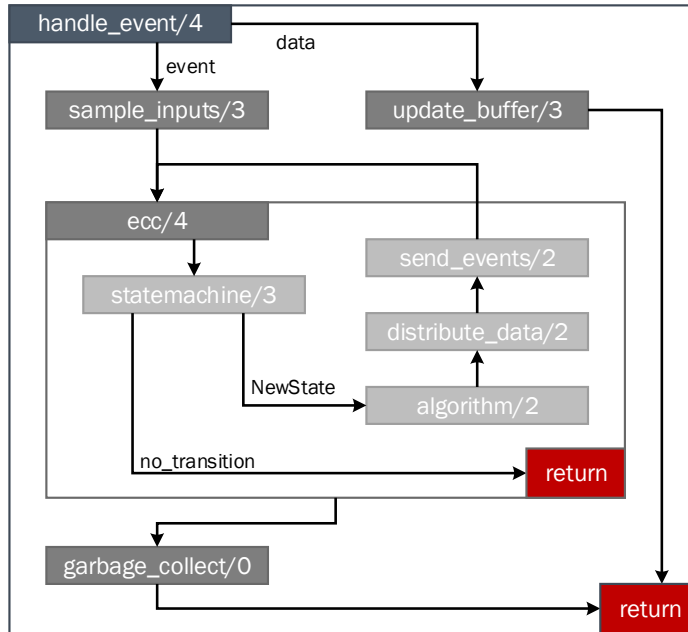 handle_event/4
data
event
sample_inputs/3
update_buffer/3
ecc/4
send_events/2
statemachine/3
distribute_data/2
NewState
algorithm/2
no_transition
return
garbage_collect/0
return